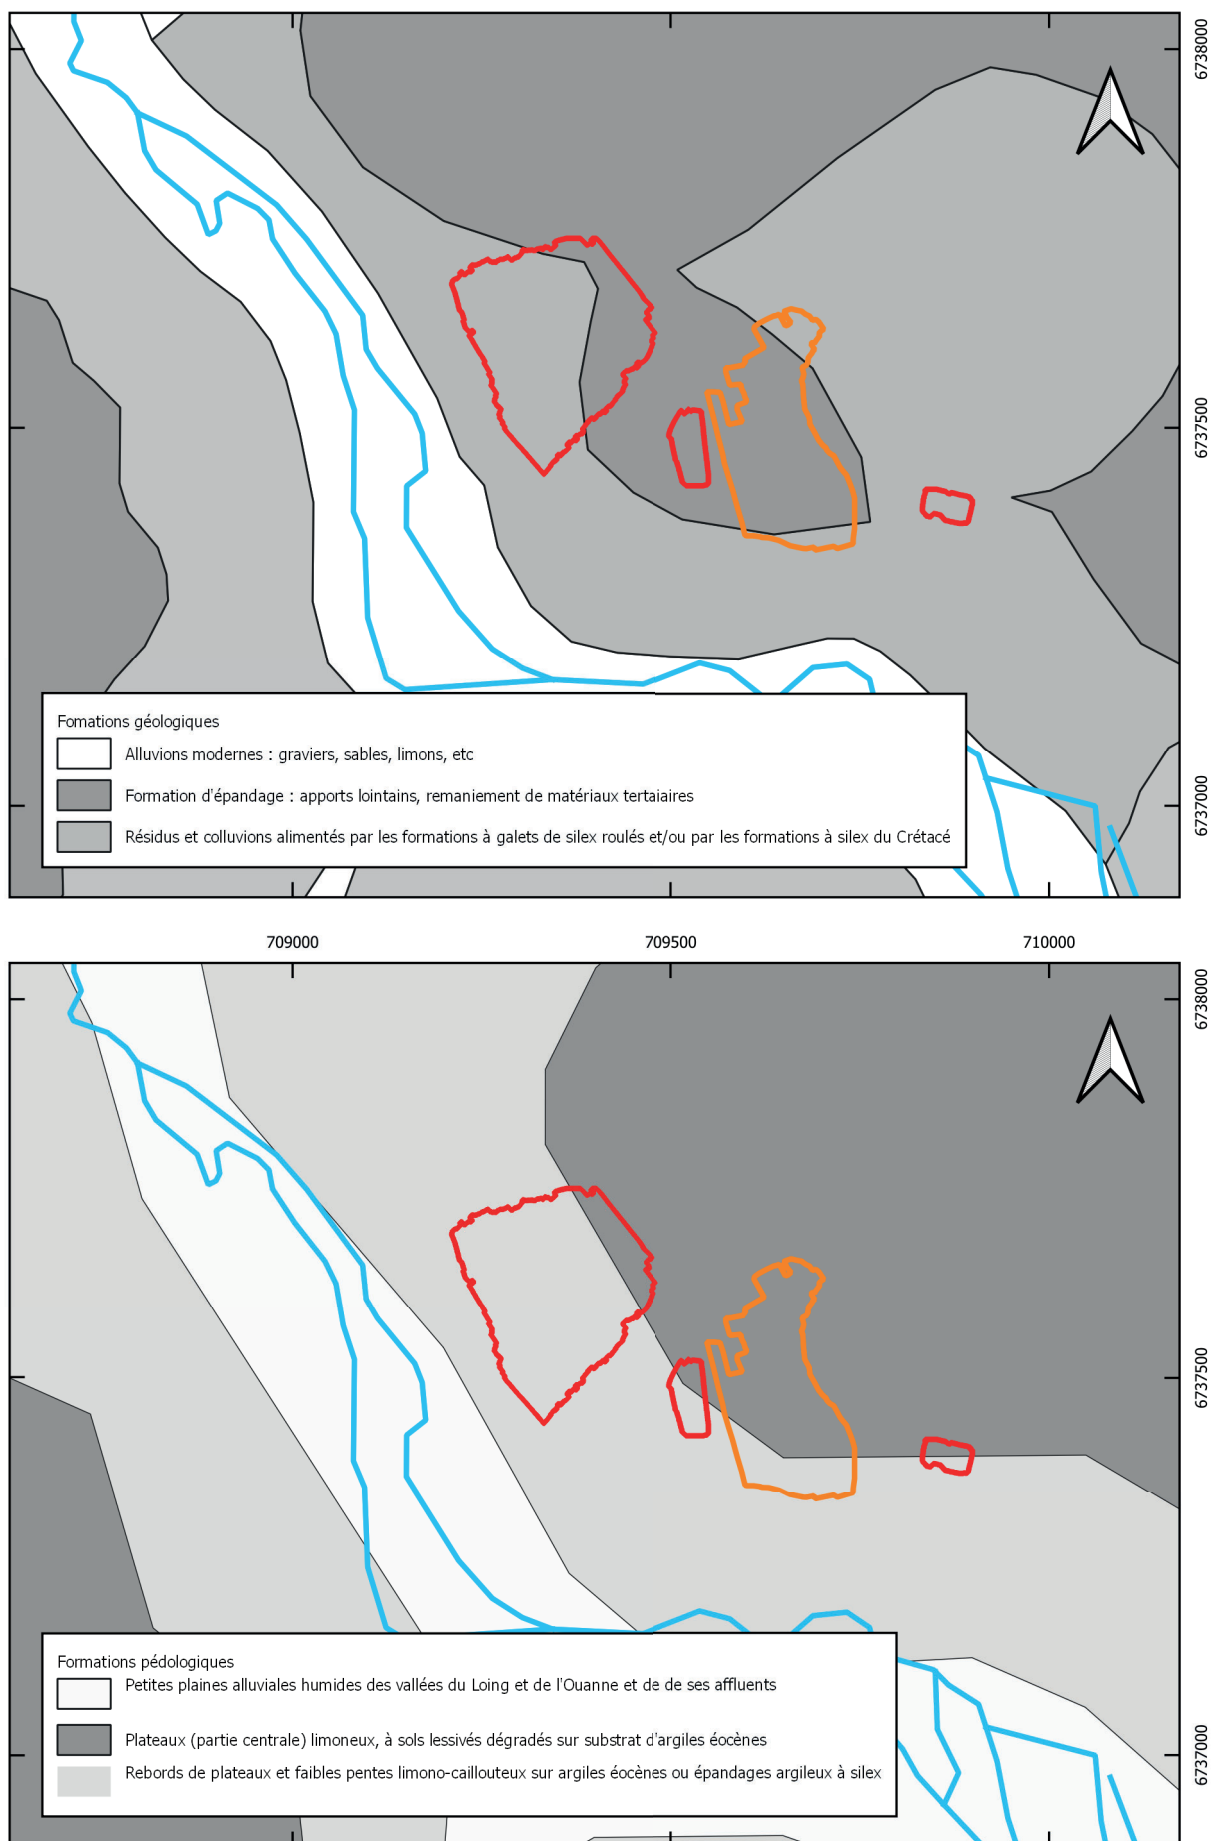 6738000
6737500
6737000
Fomations géologiques
Alluvions modernes : graviers, sables, limons, etc
Formation d'épandage : apports lointains, remaniement de matériaux tertaiaires
Résidus et colluvions alimentés par les formations à galets de silex roulés et/ou par les formations à silex du Crétacé
709000 709500 710000
6738000
6737500
6737000
Formations pédologiques
Petites plaines alluviales humides des vallées du Loing et de l'Ouanne et de de ses affluents
Plateaux (partie centrale) limoneux, à sols lessivés dégradés sur substrat d'argiles éocènes
Rebords de plateaux et faibles pentes limono-caillouteux sur argiles éocènes ou épandages argileux à silex